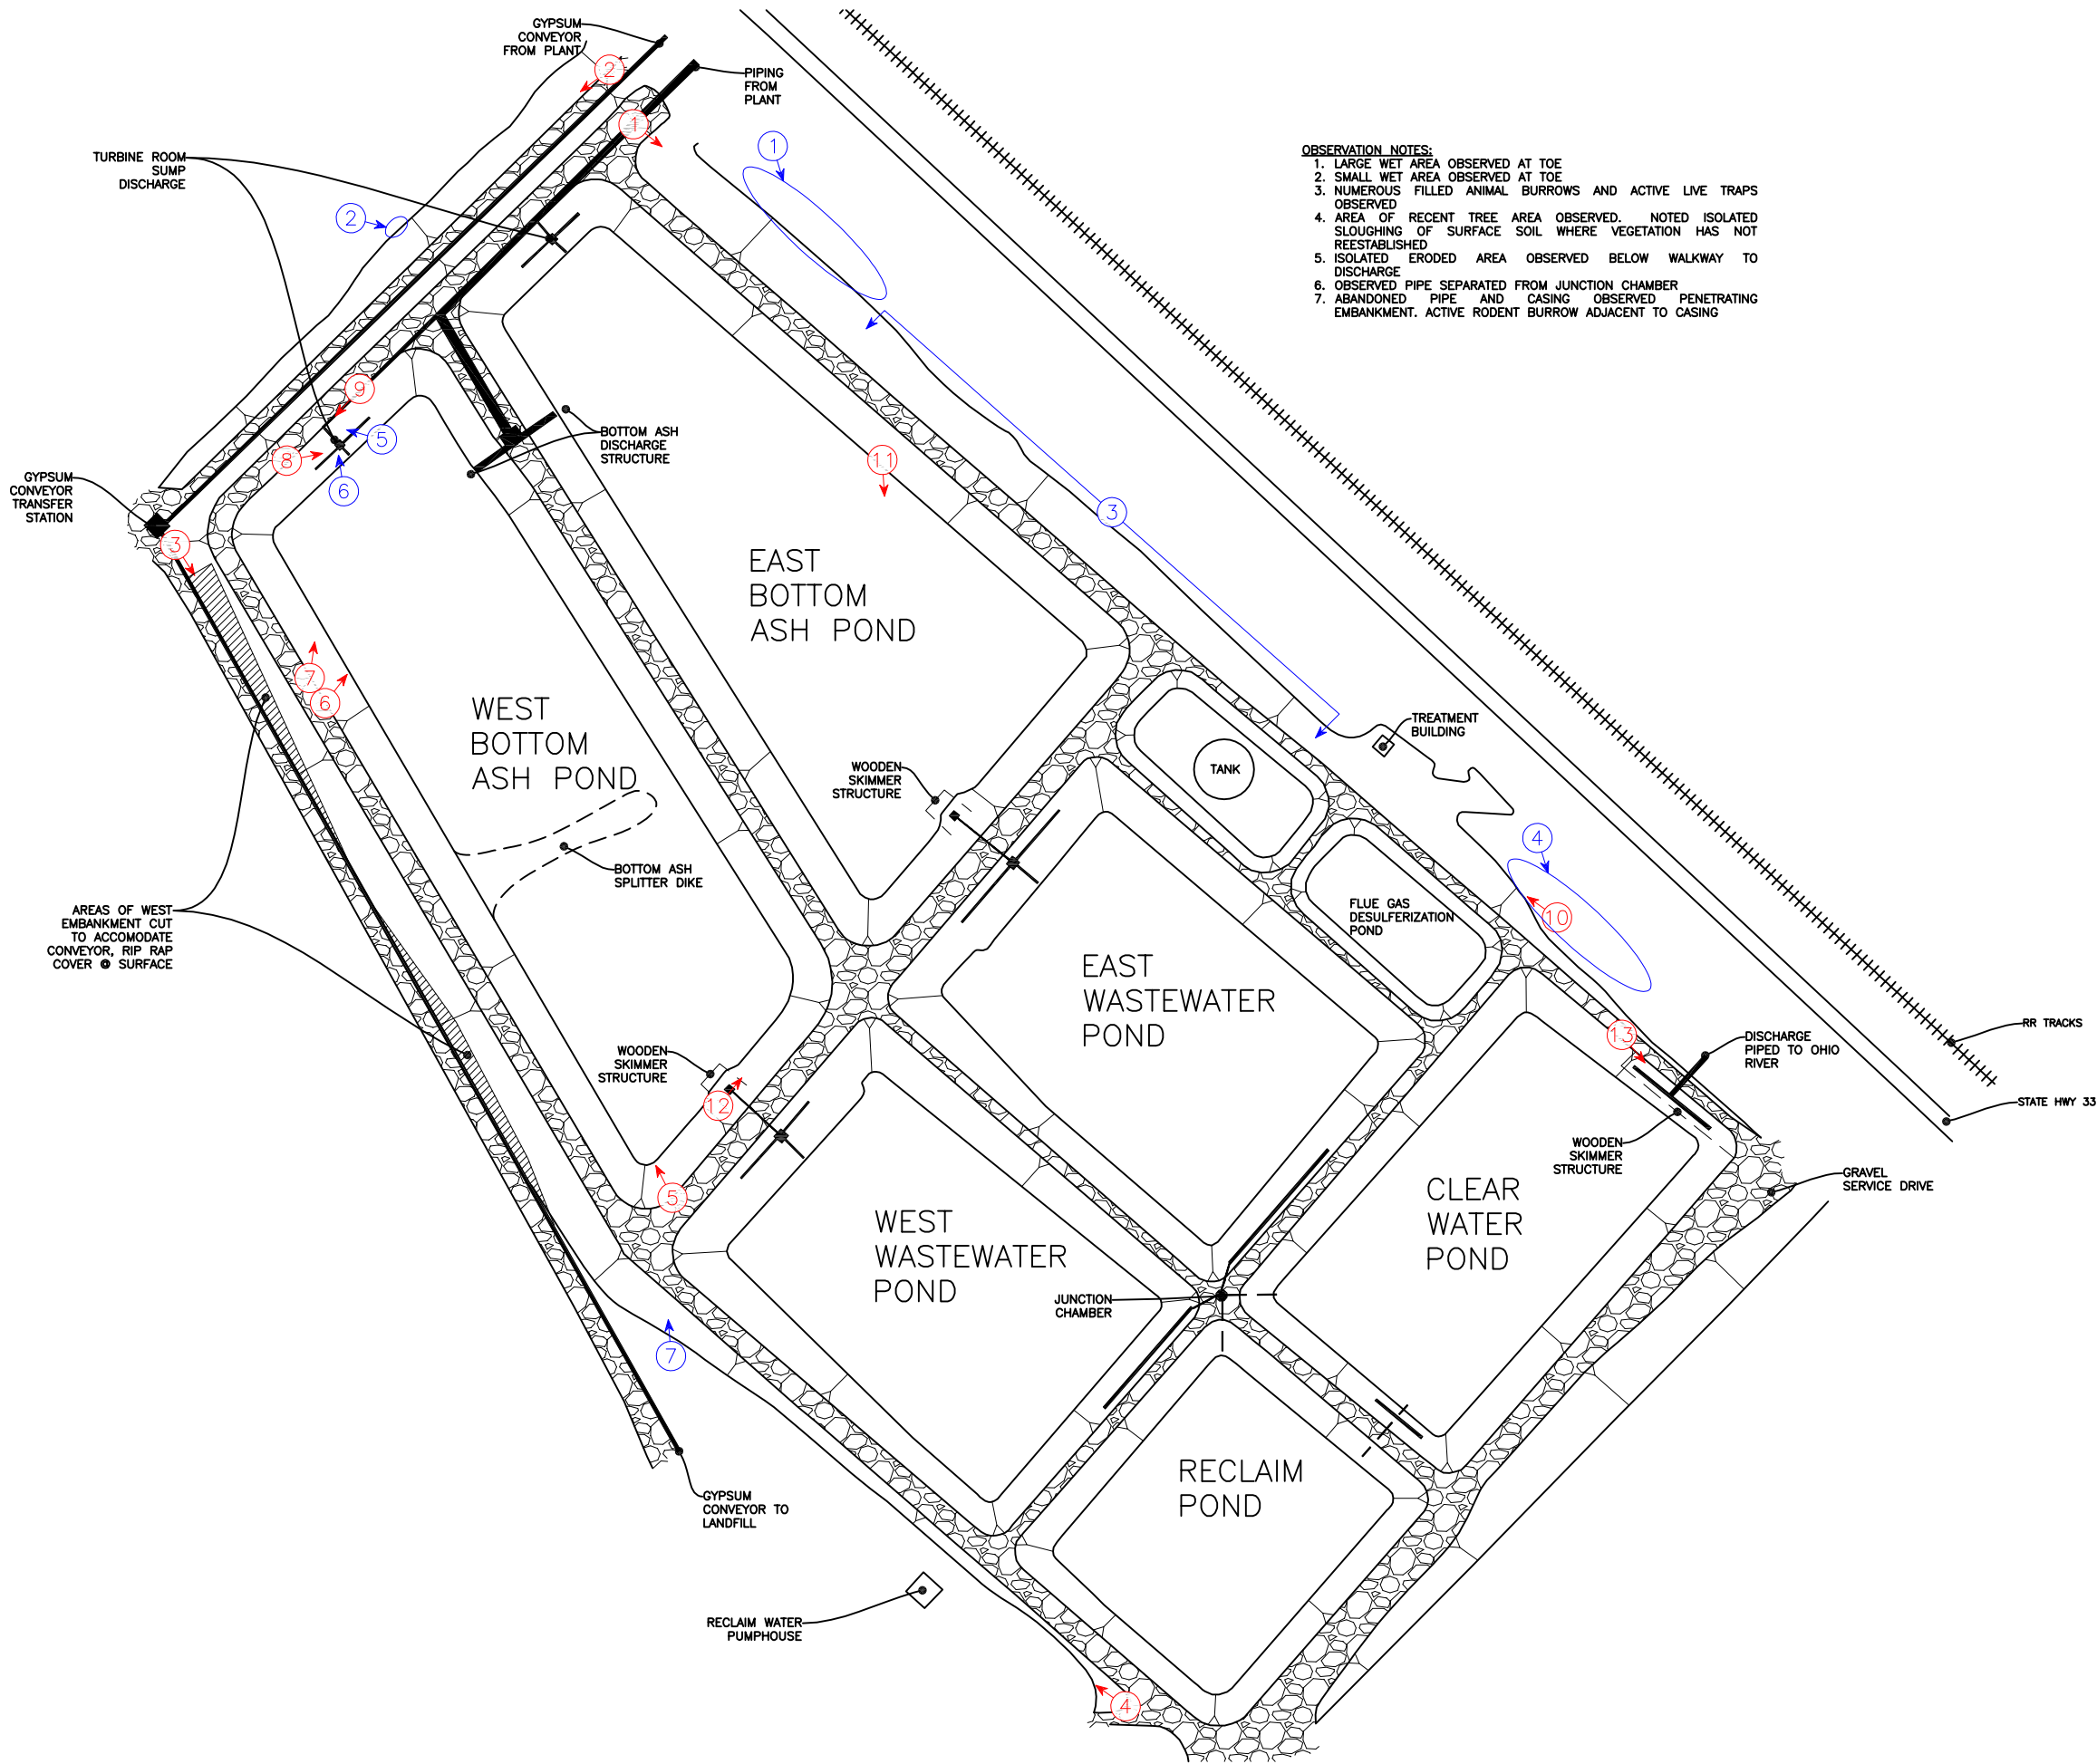 GYPSUM
CONVEYOR
FROM PLANT
2
PIPING
FROM
PLANT
1
1
TURBINE ROOM
SUMP
DISCHARGE
2
OBSERVATION NOTES:
1. LARGE WET AREA OBSERVED AT TOE
2. SMALL WET AREA OBSERVED AT TOE
3. NUMEROUS FILLED ANIMAL BURROWS AND ACTIVE LIVE TRAPS
OBSERVED
4. AREA OF RECENT TREE AREA OBSERVED. NOTED ISOLATED
SLOUGHING OF SURFACE SOIL WHERE VEGETATION HAS NOT
REESTABLISHED
5. ISOLATED ERODED AREA OBSERVED BELOW WALKWAY TO
DISCHARGE
6. OBSERVED PIPE SEPARATED FROM JUNCTION CHAMBER
7. ABANDONED PIPE AND CASING OBSERVED PENETRATING
EMBANKMENT. ACTIVE RODENT BURROW ADJACENT TO CASING
9
5
8
6
BOTTOM ASH
DISCHARGE
STRUCTURE
11
3
GYPSUM
CONVEYOR
TRANSFER
STATION
3
EAST
BOTTOM
ASH POND
7
6
WEST
BOTTOM
ASH POND
TREATMENT
BUILDING
TANK
WOODEN
SKIMMER
STRUCTURE
4
BOTTOM ASH
SPLITTER DIKE
FLUE GAS
DESULFERIZATION
POND
10
AREAS OF WEST
EMBANKMENT CUT
TO ACCOMODATE
CONVEYOR, RIP RAP
COVER @ SURFACE
EAST
WASTEWATER
POND
13
DISCHARGE
PIPED TO OHIO
RIVER
RR TRACKS
WOODEN
SKIMMER
STRUCTURE
12
STATE HWY 33
WOODEN
SKIMMER
STRUCTURE
GRAVEL
SERVICE DRIVE
5
CLEAR
WATER
POND
WEST
WASTEWATER
POND
JUNCTION
CHAMBER
7
RECLAIM
POND
GYPSUM
CONVEYOR TO
LANDFILL
RECLAIM WATER
PUMPHOUSE
4